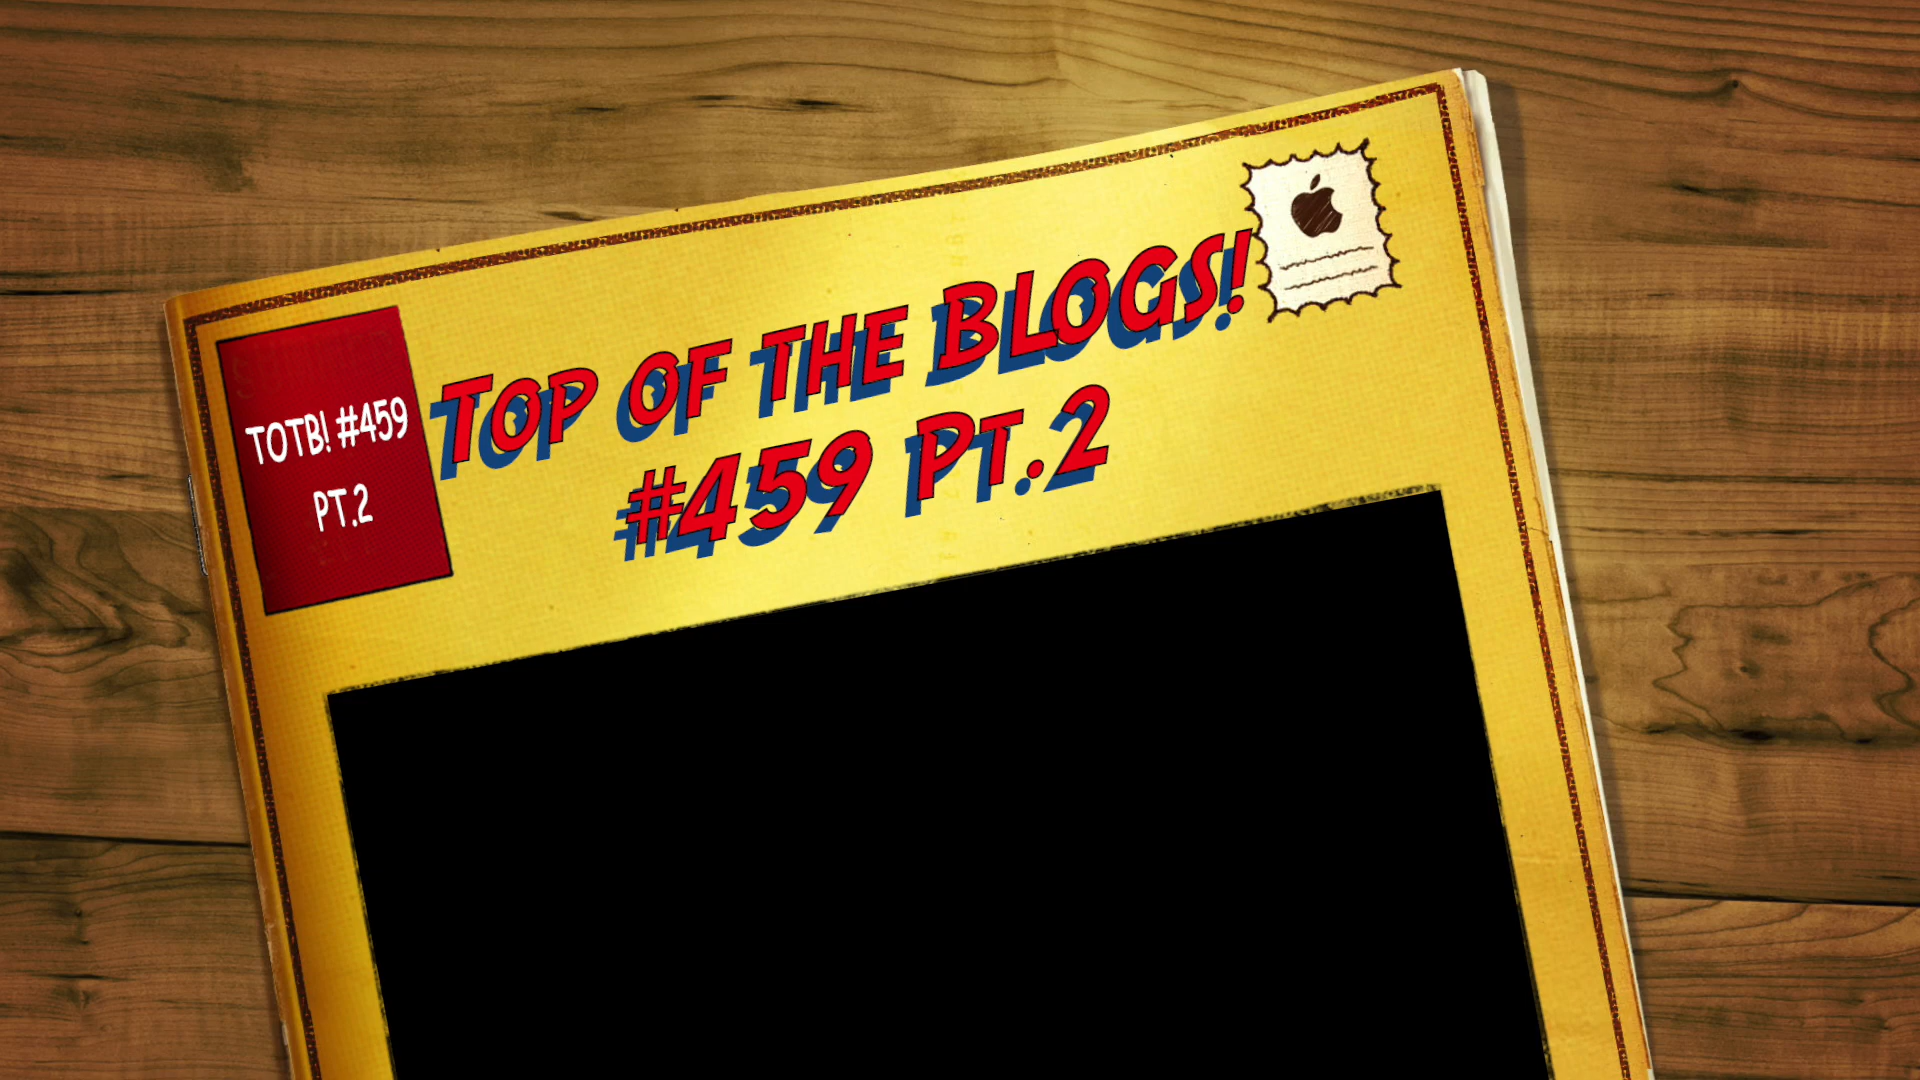 TOTB! #459
PT.2
TOP OF THE BLOGS!
#459 PT.2